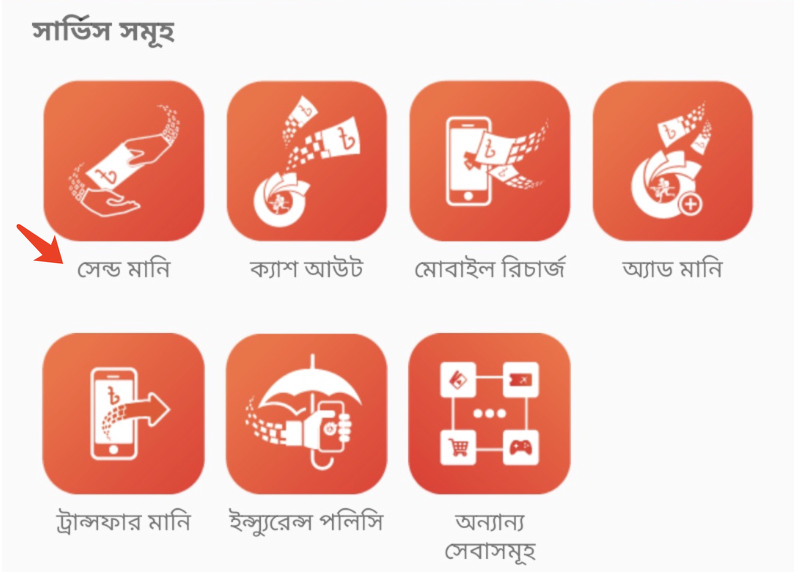 সার্ভিস সমূহ
সেন্ড মানি
ক্যাশ আউট
মোবাইল রিচার্জ
অ্যাড মানি
ট্রান্সফার মানি
ইন্স্যুরেন্স পলিসি
অন্যান্য
সেবাসমূহ